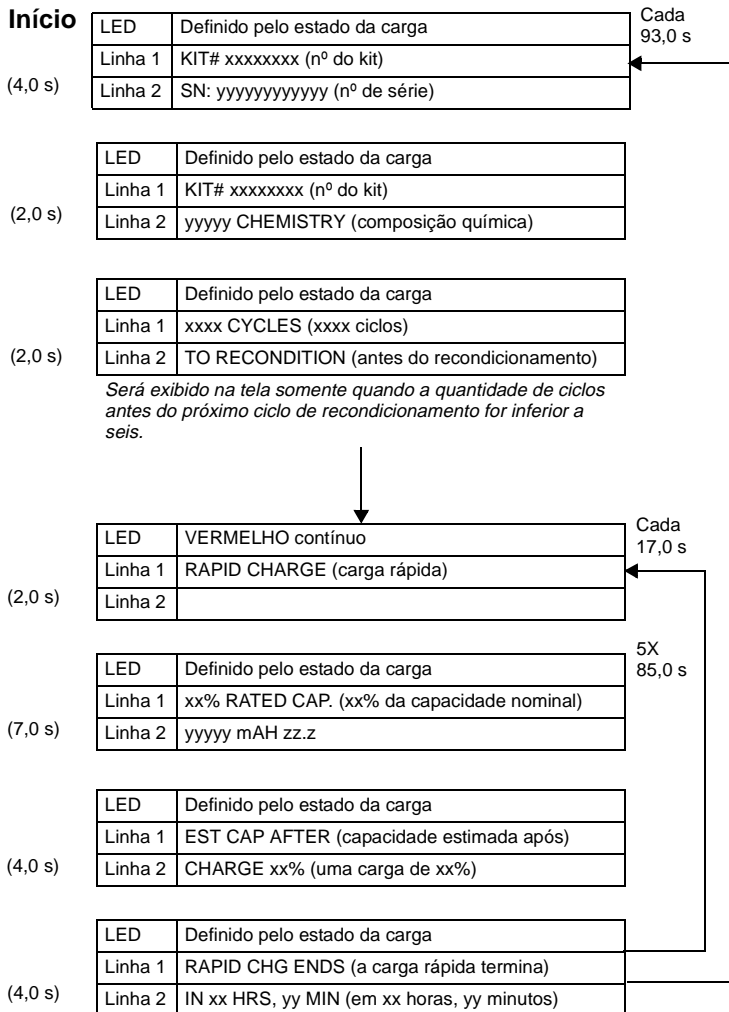 Início
LED Definido pelo estado da carga
Cada
93,0 s
Linha 1 KIT# xxxxxxxx (nº do kit)
(4,0 s)
Linha 2 SN: yyyyyyyyyyyy (nº de série)
LED Definido pelo estado da carga
Linha 1 KIT# xxxxxxxx (nº do kit)
(2,0 s)
Linha 2 yyyyy CHEMISTRY (composição química)
LED Definido pelo estado da carga
Linha 1 xxxx CYCLES (xxxx ciclos)
(2,0 s)
Linha 2 TO RECONDITION (antes do recondicionamento)
Será exibido na tela somente quando a quantidade de ciclos
antes do próximo ciclo de recondicionamento for inferior a
seis.
LED VERMELHO contínuo
Cada
17,0 s
Linha 1 RAPID CHARGE (carga rápida)
(2,0 s)
Linha 2
5X
85,0 s
LED Definido pelo estado da carga
Linha 1 xx% RATED CAP. (xx% da capacidade nominal)
(7,0 s)
Linha 2 yyyyy mAH zz.z
LED Definido pelo estado da carga
Linha 1 EST CAP AFTER (capacidade estimada após)
(4,0 s)
Linha 2 CHARGE xx% (uma carga de xx%)
LED Definido pelo estado da carga
Linha 1 RAPID CHG ENDS (a carga rápida termina)
(4,0 s)
Linha 2 IN xx HRS, yy MIN (em xx horas, yy minutos)